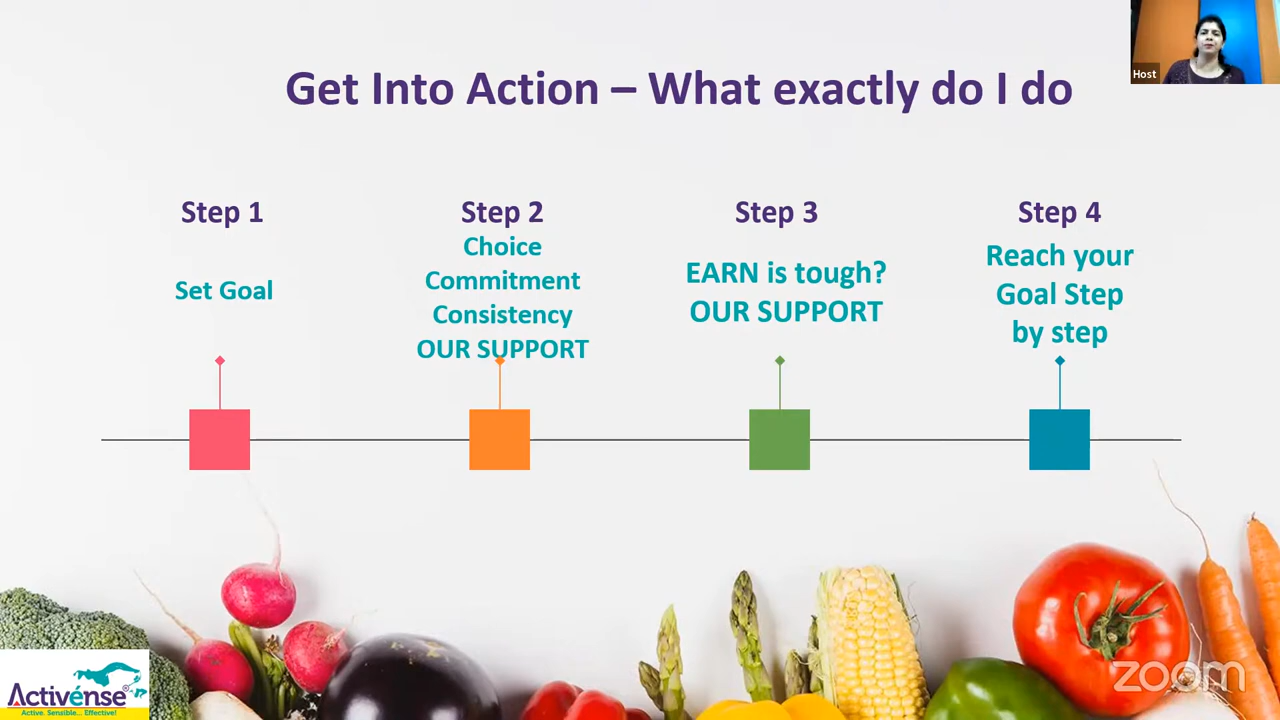 Host
Get Into Action – What exactly do I do
Step 1
Set Goal
Step 2
Choice
Commitment
Consistency
OUR SUPPORT
Step 3
EARN is tough?
OUR SUPPORT
Step 4
Reach your
Goal Step
by step
Activénse®
Active. Sensible... Effective!
zoom